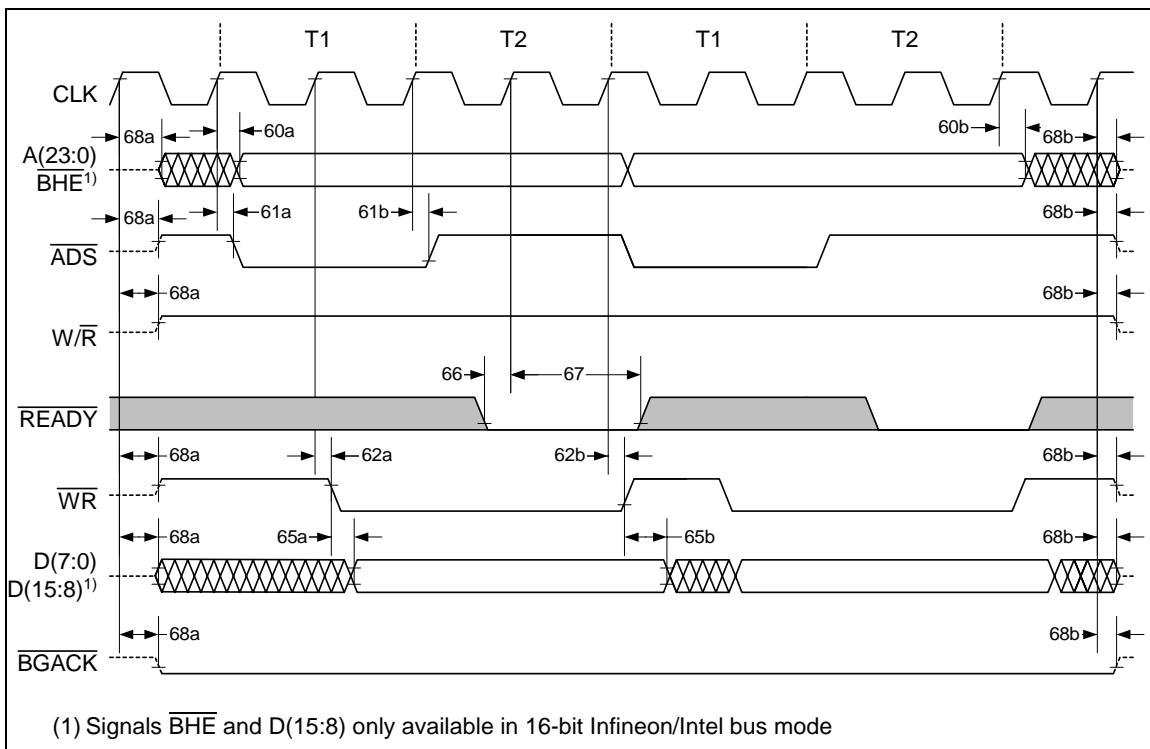 T1 T2 T1 T2
CLK
68a 60a 60b 68b
A(23:0)
BHE1)
68a 61a 61b 68b
ADS
68a 68b
W/R
66 67
READY
68a 62a 62b 68b
WR
68a 65a 65b 68b
D(7:0)
D(15:8)1)
68a 68b
BGACK
(1) Signals BHE and D(15:8) only available in 16-bit Infineon/Intel bus mode